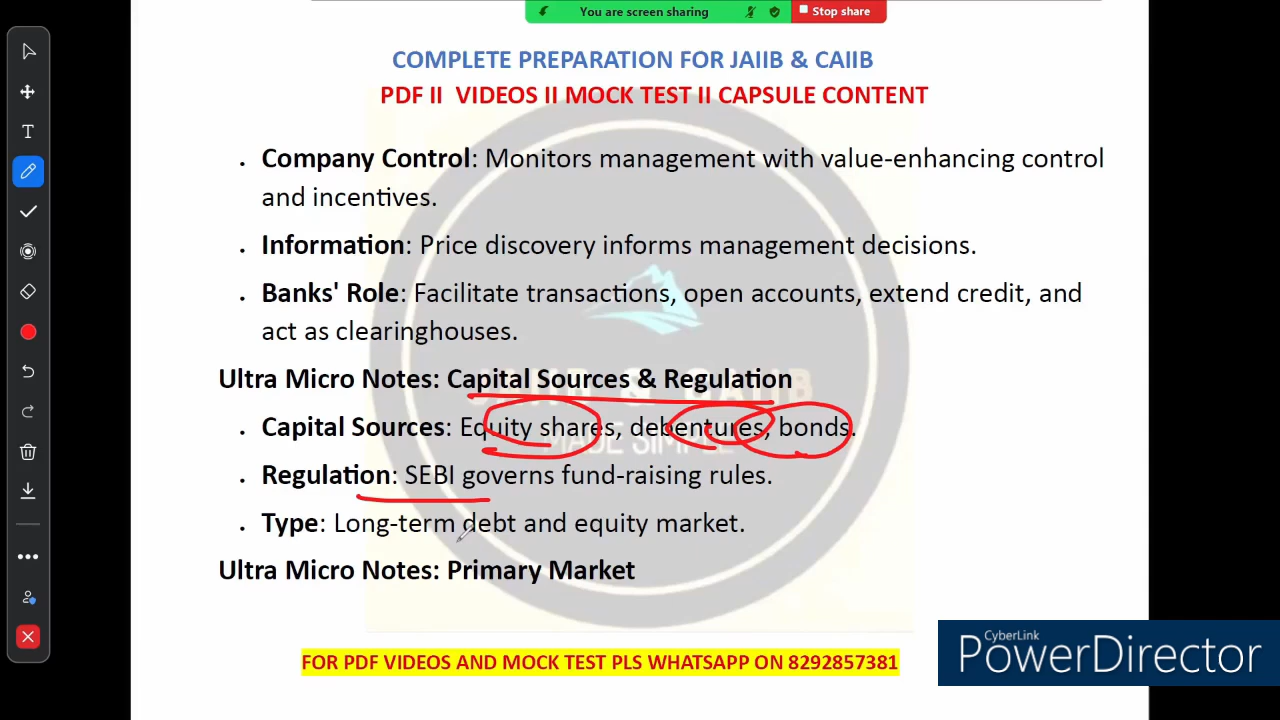 You are screen sharing
Stop share
COMPLETE PREPARATION FOR JAIIB & CAIIB
PDF II VIDEOS II MOCK TEST II CAPSULE CONTENT
• Company Control: Monitors management with value-enhancing control
and incentives.
• Information: Price discovery informs management decisions.
• Banks' Role: Facilitate transactions, open accounts, extend credit, and
act as clearinghouses.
Ultra Micro Notes: Capital Sources & Regulation
• Capital Sources: Equity shares, debentures, bonds.
• Regulation: SEBI governs fund-raising rules.
• Type: Long-term debt and equity market.
Ultra Micro Notes: Primary Market
JAIIB & CAIIB
MADE SIMPLE
FOR PDF VIDEOS AND MOCK TEST PLS WHATSAPP ON 8292857381
CyberLink
PowerDirector
T